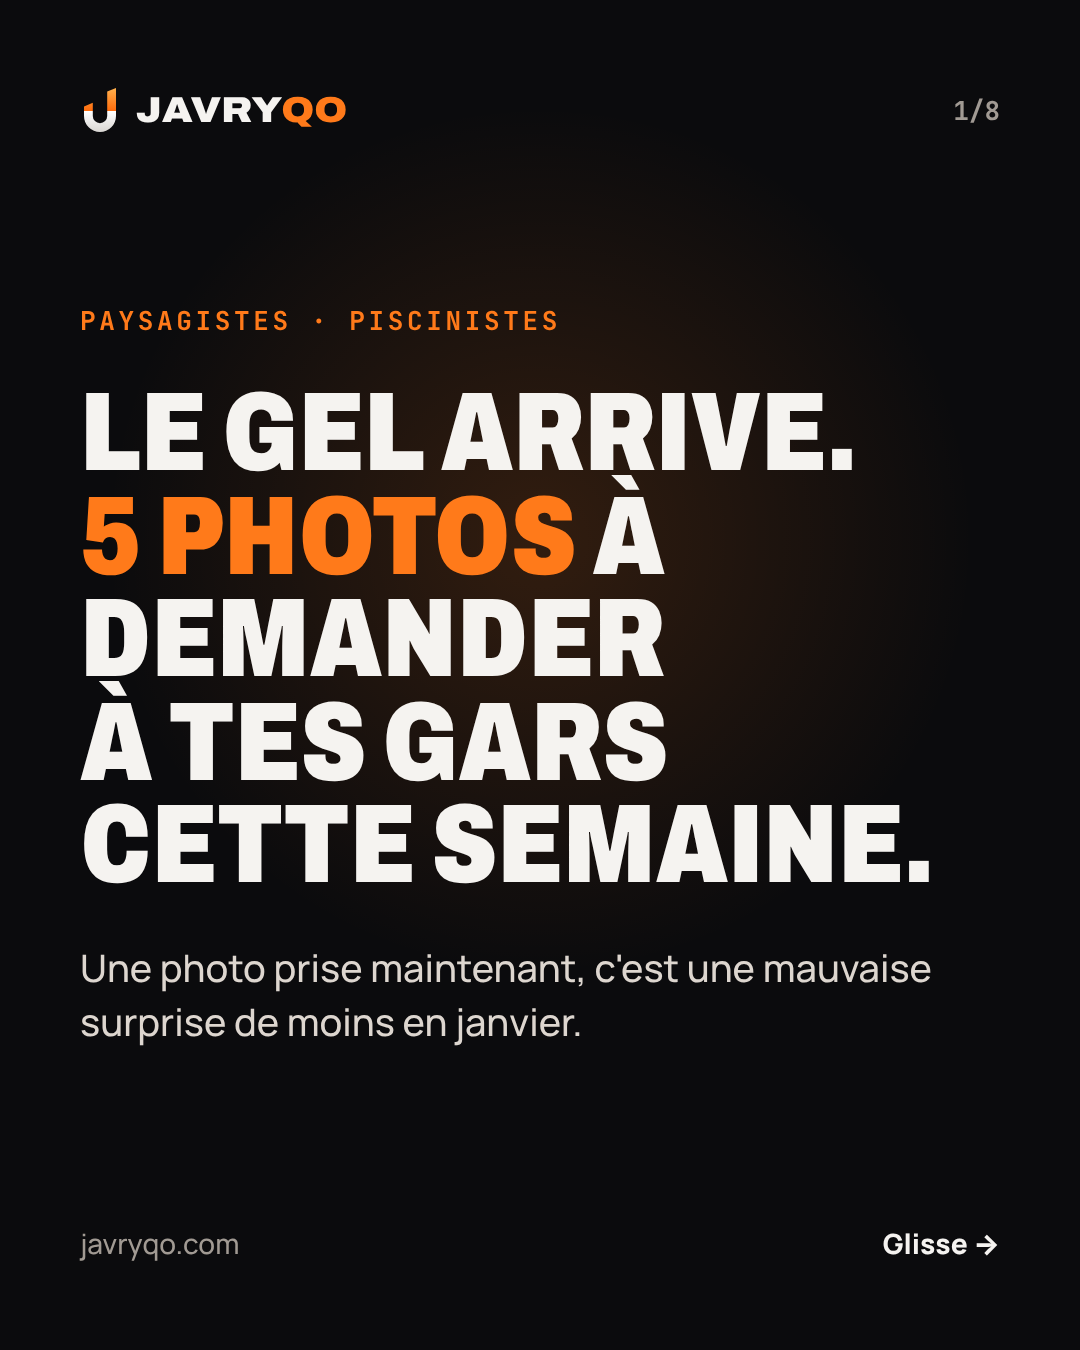 JAVRYQO
1/8
PAYSAGISTES · PISCINISTES
LE GEL ARRIVE.
5 PHOTOS À
DEMANDER
À TES GARS
CETTE SEMAINE.
Une photo prise maintenant, c'est une mauvaise
surprise de moins en janvier.
javryqo.com
Glisse →